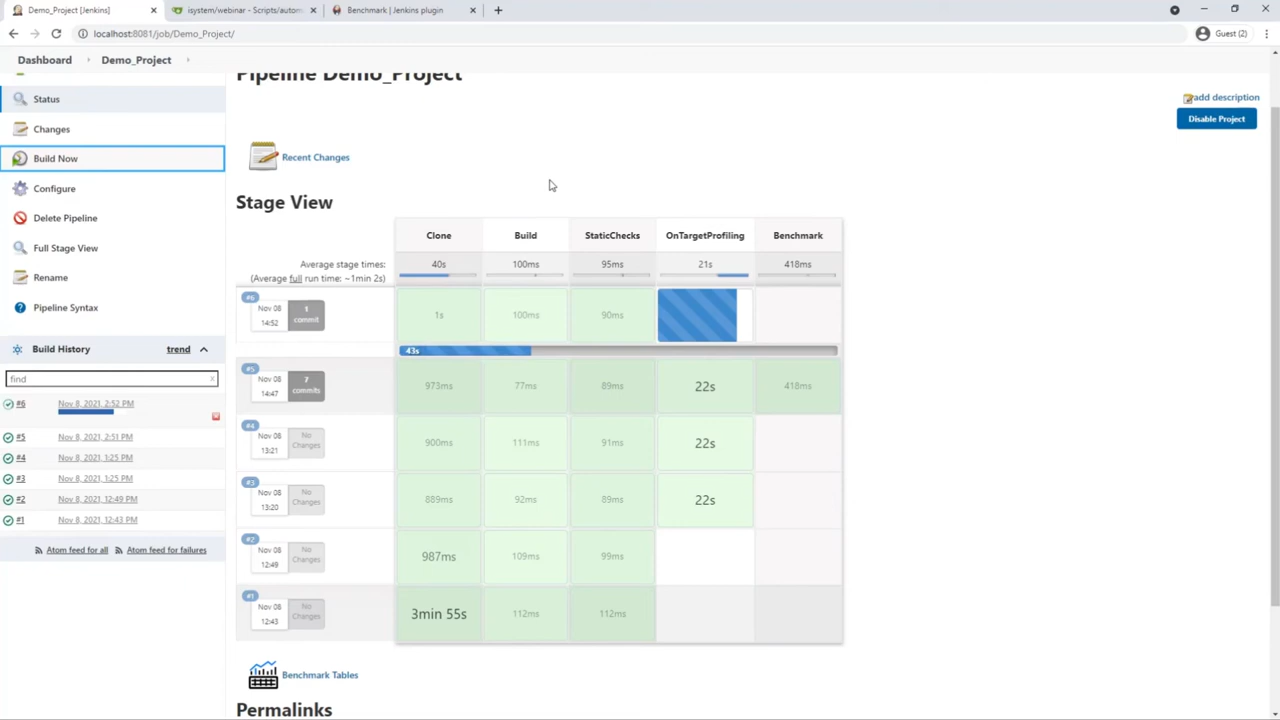 Demo_Project [Jenkins]
isystem/webinar - Scripts/autom
Benchmark | Jenkins plugin
localhost:8081/job/Demo_Project/
Guest (2)
Dashboard
Demo_Project
Status
Changes
Build Now
Configure
Delete Pipeline
Full Stage View
Rename
Pipeline Syntax
Build History
trend
find
x
#6
Nov 8, 2021, 2:52 PM
#5
Nov 8, 2021, 2:51 PM
#4
Nov 8, 2021, 1:25 PM
#3
Nov 8, 2021, 1:25 PM
#2
Nov 8, 2021, 12:49 PM
#1
Nov 8, 2021, 12:43 PM
Atom feed for all
Atom feed for failures
Pipeline Demo_Project
add description
Disable Project
Recent Changes
Stage View
Clone
Build
StaticChecks
OnTargetProfiling
Benchmark
Average stage times:
(Average full run time: ~1min 2s)
40s
100ms
95ms
21s
418ms
#6
Nov 08
14:52
1
commit
1s
100ms
90ms
43s
#5
Nov 08
14:47
7
commits
973ms
77ms
89ms
22s
418ms
#4
Nov 08
13:21
No
Changes
900ms
111ms
91ms
22s
#3
Nov 08
13:20
No
Changes
889ms
92ms
89ms
22s
#2
Nov 08
12:49
No
Changes
987ms
109ms
99ms
#1
Nov 08
12:43
No
Changes
3min 55s
112ms
112ms
Benchmark Tables
Permalinks